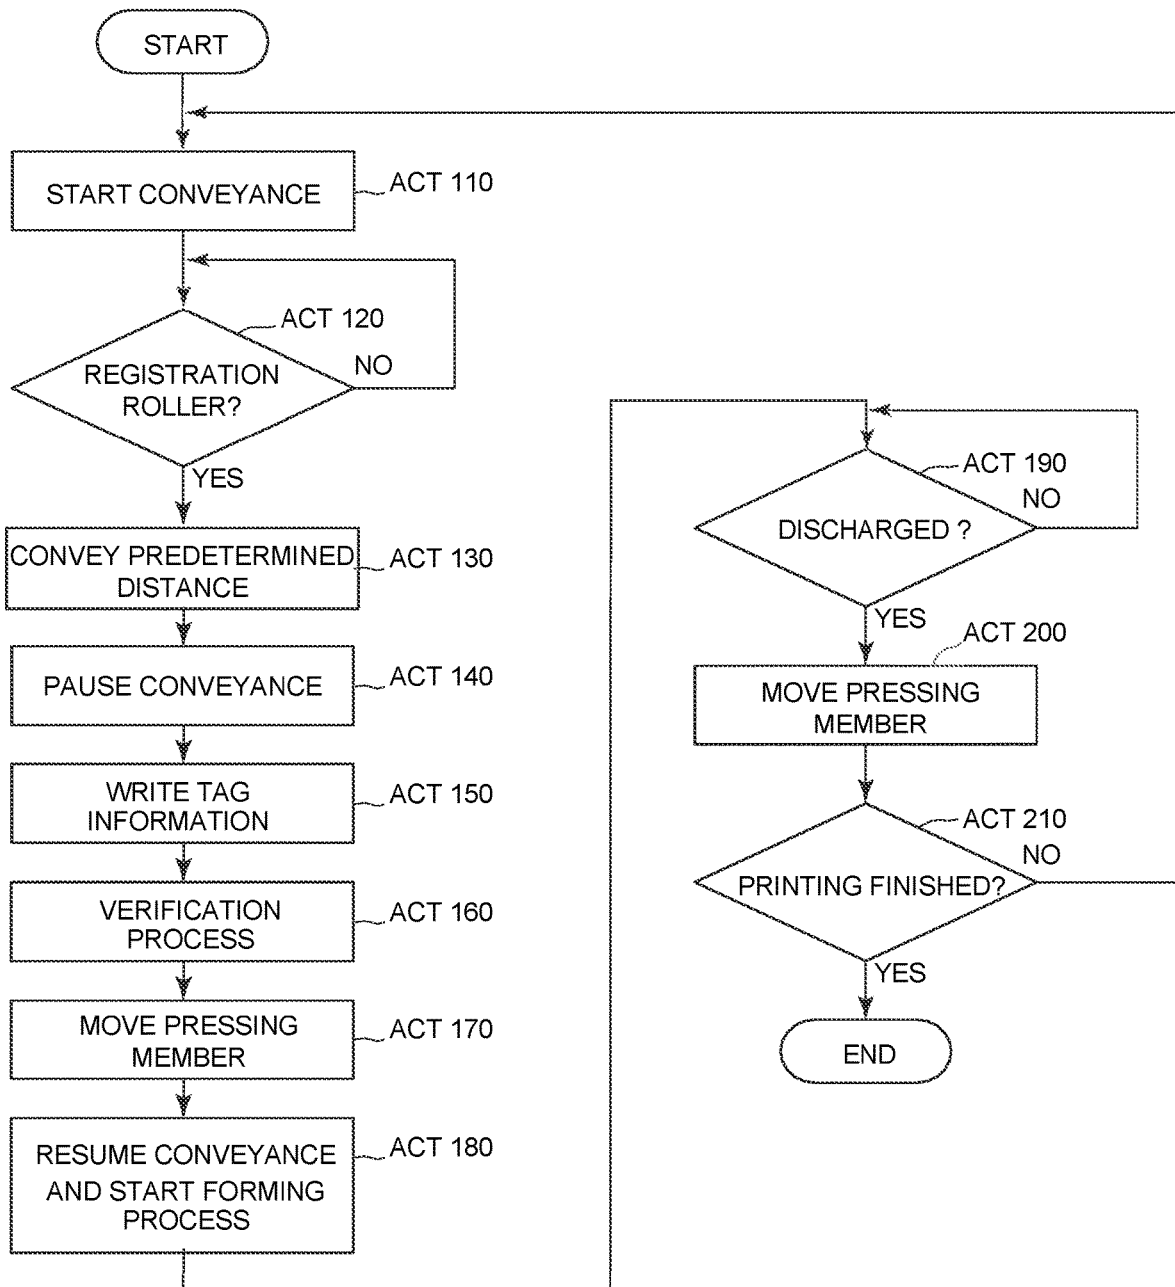 START
START CONVEYANCE
ACT 110
ACT 120
REGISTRATION
ROLLER?
NO
YES
CONVEY PREDETERMINED
DISTANCE
ACT 130
PAUSE CONVEYANCE
ACT 140
WRITE TAG
INFORMATION
ACT 150
VERIFICATION
PROCESS
ACT 160
MOVE PRESSING
MEMBER
ACT 170
RESUME CONVEYANCE
AND START FORMING
PROCESS
ACT 180
ACT 190
DISCHARGED ?
NO
YES
ACT 200
MOVE PRESSING
MEMBER
ACT 210
PRINTING FINISHED?
NO
YES
END